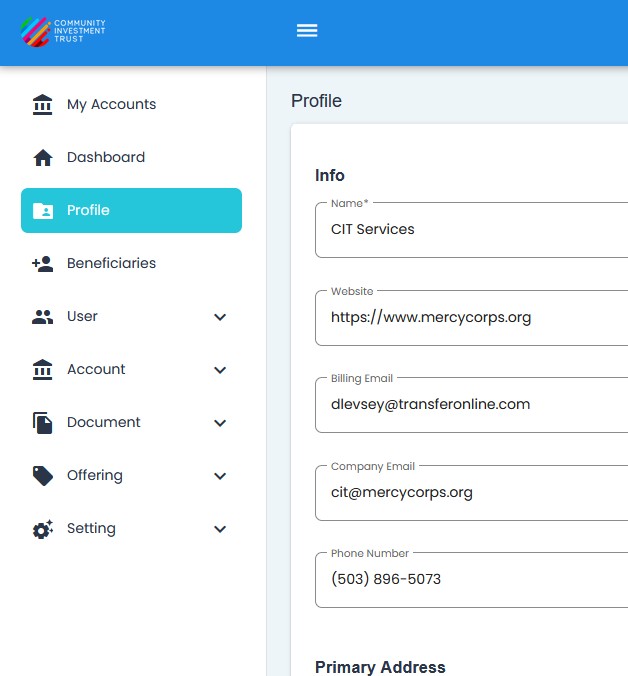 COMMUNITY
INVESTMENT
TRUST
My Accounts
Dashboard
Profile
Beneficiaries
User
Account
Document
Offering
Setting
Profile
Info
Name*
CIT Services
Website
https://www.mercycorps.org
Billing Email
dlevsey@transferonline.com
Company Email
cit@mercycorps.org
Phone Number
(503) 896-5073
Primary Address